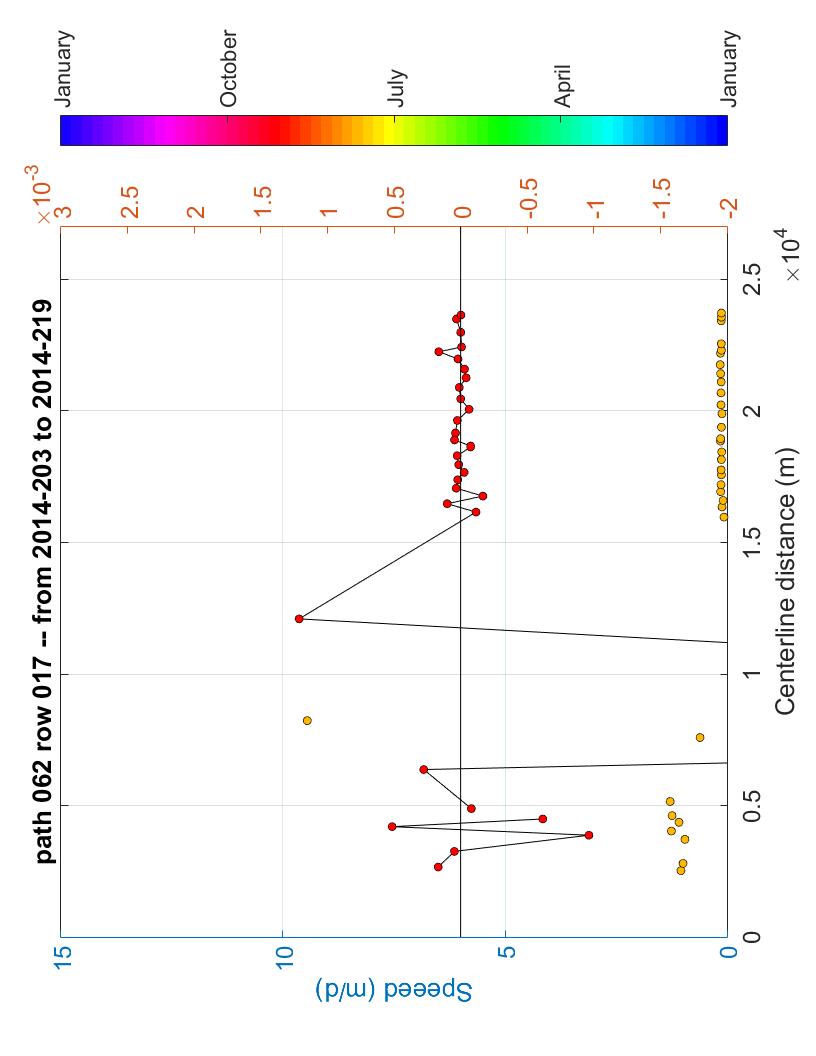 path 062 row 017 -- from 2014-203 to 2014-219
15
10
5
0
Speeed (m/d)
0
0.5
1
1.5
2
2.5
×10^4
Centerline distance (m)
×10^-3
3
2.5
2
1.5
1
0.5
0
-0.5
-1
-1.5
-2
January
October
July
April
January